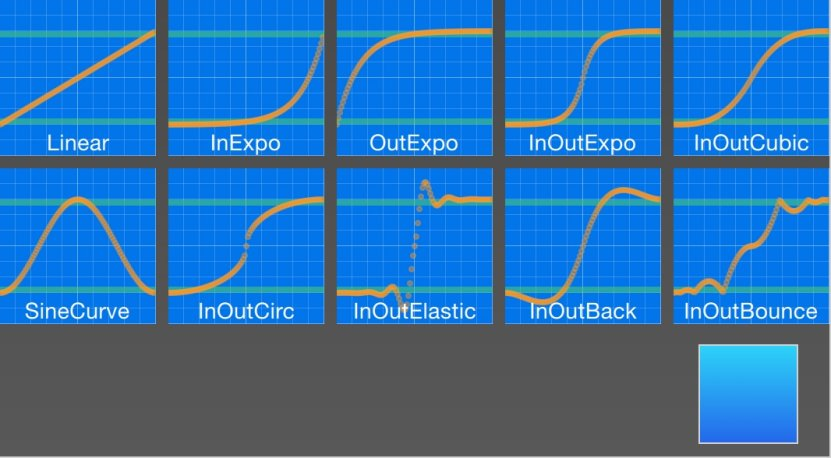 Linear
InExpo
OutExpo
InOutExpo
InOutCubic
SineCurve
InOutCirc
InOutElastic
InOutBack
InOutBounce